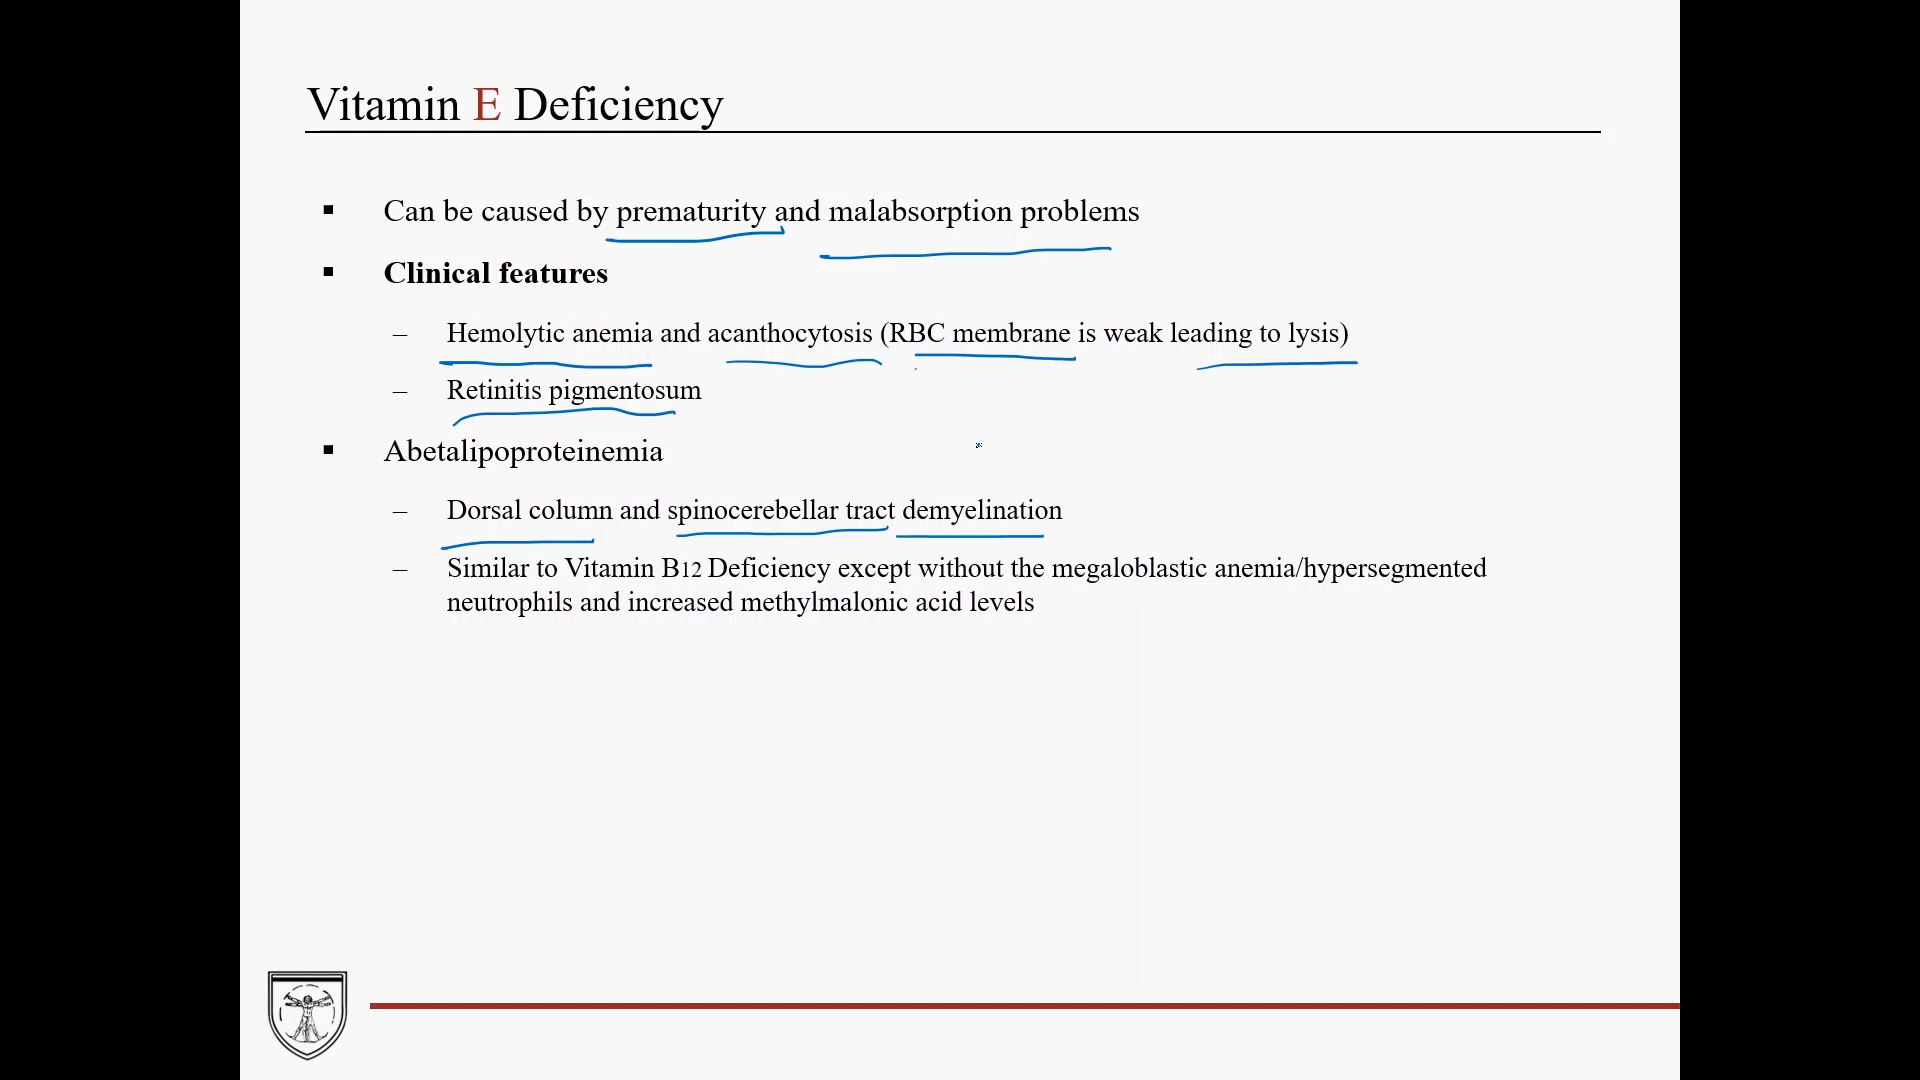 Vitamin E Deficiency
▪ Can be caused by prematurity and malabsorption problems
▪ Clinical features
– Hemolytic anemia and acanthocytosis (RBC membrane is weak leading to lysis)
– Retinitis pigmentosum
▪ Abetalipoproteinemia
– Dorsal column and spinocerebellar tract demyelination
– Similar to Vitamin B12 Deficiency except without the megaloblastic anemia/hypersegmented
neutrophils and increased methylmalonic acid levels